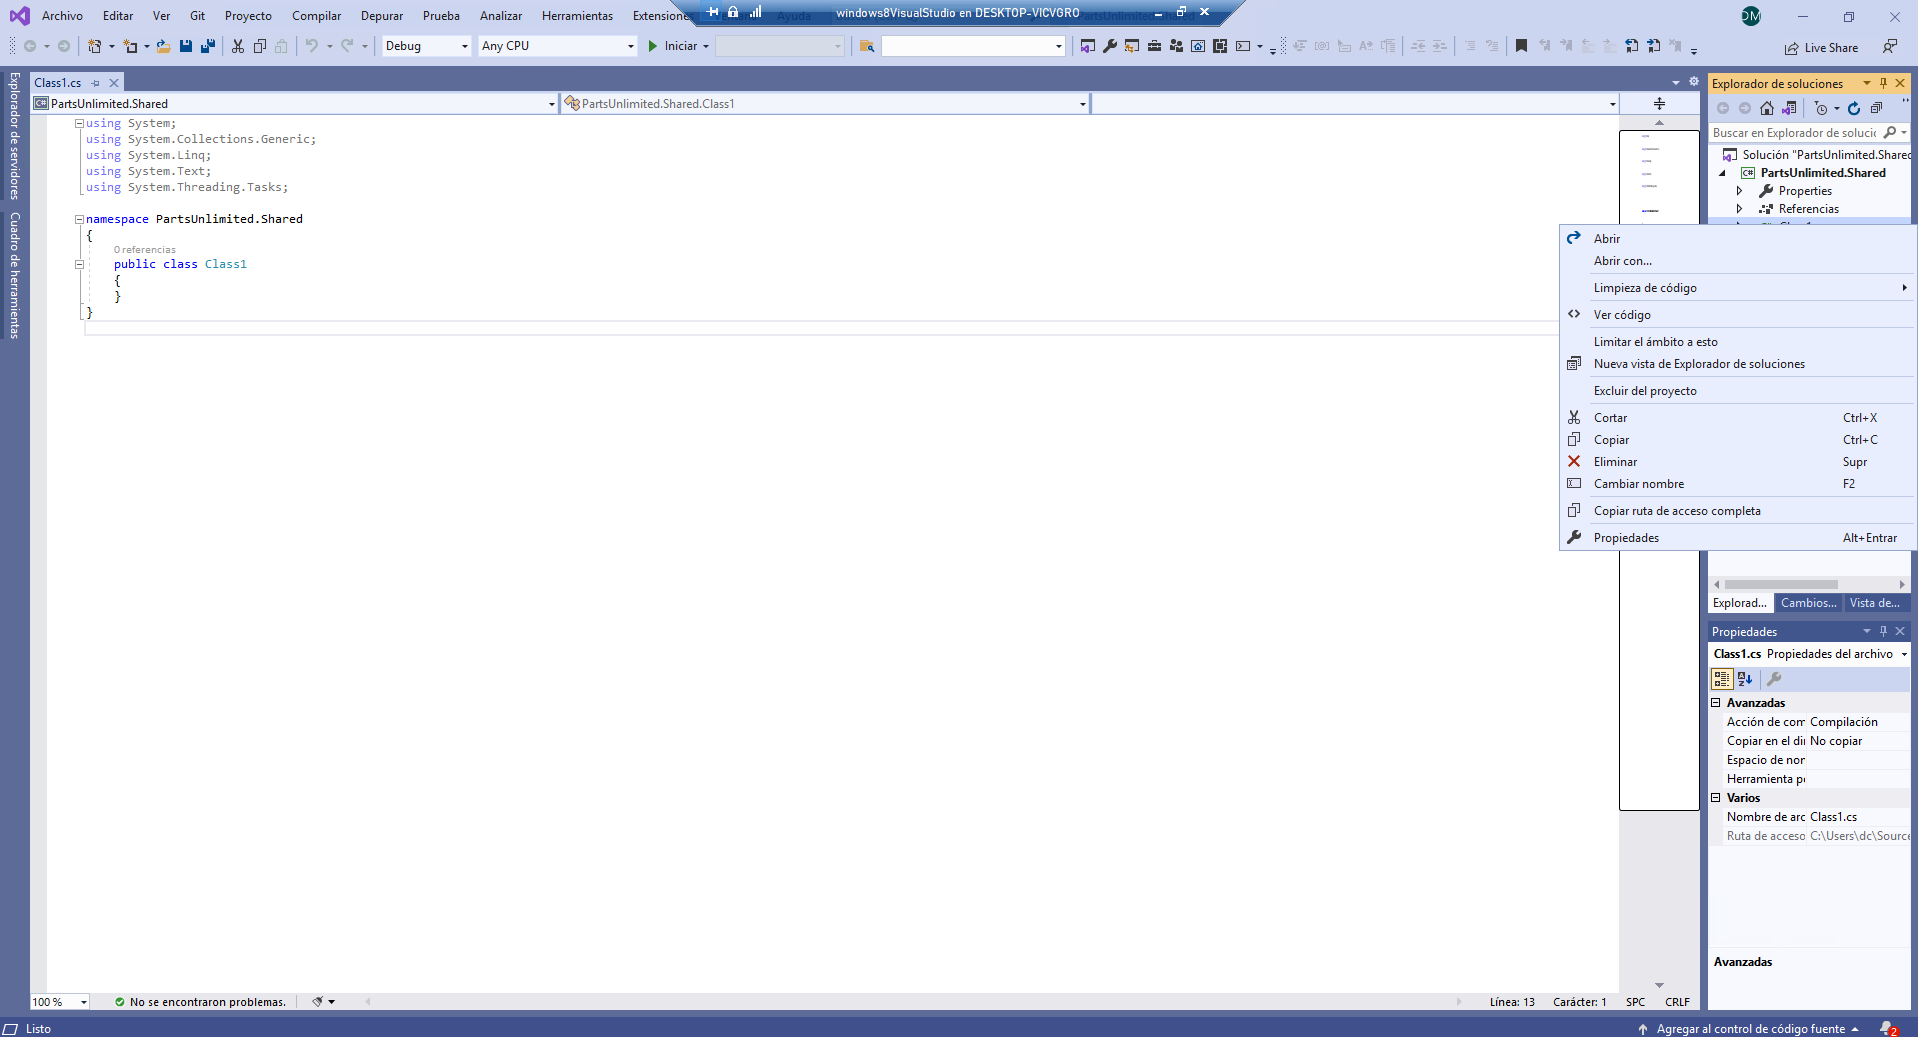 Archivo Editar Ver Git Proyecto Compilar Depurar Prueba Analizar Herramientas Extensiones
windows8VisualStudio en DESKTOP-VICVGRO
DM
Debug Any CPU Iniciar
Live Share
Explorador de servidores
Cuadro de herramientas
Class1.cs
PartsUnlimited.Shared
PartsUnlimited.Shared.Class1
using System;
using System.Collections.Generic;
using System.Linq;
using System.Text;
using System.Threading.Tasks;
namespace PartsUnlimited.Shared
{
0 referencias
public class Class1
{
}
}
Explorador de soluciones
Buscar en Explorador de solucic
Solución "PartsUnlimited.Shared
PartsUnlimited.Shared
Properties
Referencias
Abrir
Abrir con...
Limpieza de código
Ver código
Limitar el ámbito a esto
Nueva vista de Explorador de soluciones
Excluir del proyecto
Cortar Ctrl+X
Copiar Ctrl+C
Eliminar Supr
Cambiar nombre F2
Copiar ruta de acceso completa
Propiedades Alt+Entrar
Explorad... Cambios... Vista de...
Propiedades
Class1.cs Propiedades del archivo
Avanzadas
Acción de com Compilación
Copiar en el di No copiar
Espacio de non
Herramienta p
Varios
Nombre de arc Class1.cs
Ruta de acceso C:\Users\dc\Source
Avanzadas
100 % No se encontraron problemas. Línea: 13 Carácter: 1 SPC CRLF
Listo Agregar al control de código fuente 2